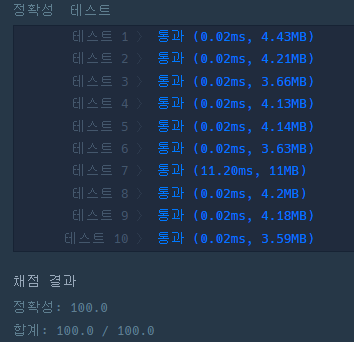 정확성 테스트
테스트 1 〉 통과 (0.02ms, 4.43MB)
테스트 2 〉 통과 (0.02ms, 4.21MB)
테스트 3 〉 통과 (0.02ms, 3.66MB)
테스트 4 〉 통과 (0.02ms, 4.13MB)
테스트 5 〉 통과 (0.02ms, 4.14MB)
테스트 6 〉 통과 (0.02ms, 3.63MB)
테스트 7 〉 통과 (11.20ms, 11MB)
테스트 8 〉 통과 (0.02ms, 4.2MB)
테스트 9 〉 통과 (0.02ms, 4.18MB)
테스트 10 〉 통과 (0.02ms, 3.59MB)
채점 결과
정확성: 100.0
합계: 100.0 / 100.0